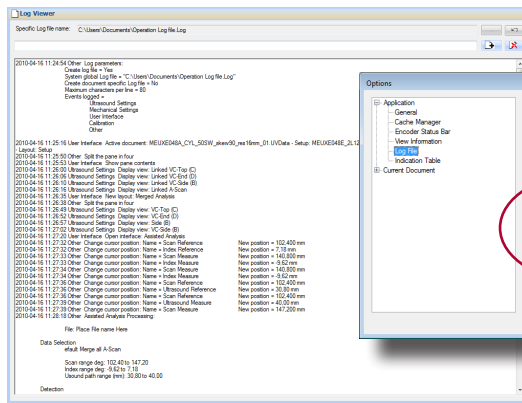 Log Viewer
Specific Log file name: C:\Users\Documents\Operation Log file.Log
2010-04-16 11:24:54 Other Log parameters:
Create log file = Yes
System global Log file = "C:\Users\Documents\Operation Log file.Log"
Create document specific Log file = No
Maximum characters per line = 80
Events logged =
Ultrasound Settings
Mechanical Settings
User Interface
Calibration
Other
2010-04-16 11:25:16 User Interface Active document: MEUXE048A_CYL_50SW_skew90_res16mm_01.UVData - Setup: MEUXE048E_2L12
- Layout: Setup
2010-04-16 11:25:50 Other Split the pane in four
2010-04-16 11:25:53 User Interface Show pane contents
2010-04-16 11:26:00 Ultrasound Settings Display view: Linked VC-Top (C)
2010-04-16 11:26:06 Ultrasound Settings Display view: Linked VC-End (D)
2010-04-16 11:26:10 Ultrasound Settings Display view: Linked VC-Side (B)
2010-04-16 11:26:16 Ultrasound Settings Display view: Linked A-Scan
2010-04-16 11:26:35 User Interface New layout: Merged Analysis
2010-04-16 11:26:38 Other Split the pane in four
2010-04-16 11:26:49 Ultrasound Settings Display view: VC-Top (C)
2010-04-16 11:26:52 Ultrasound Settings Display view: VC-End (D)
2010-04-16 11:26:57 Ultrasound Settings Display view: Side (B)
2010-04-16 11:27:02 Ultrasound Settings Display view: VC-Side (B)
2010-04-16 11:27:20 User Interface Open interface: Assisted Analysis
2010-04-16 11:27:32 Other Change cursor position: Name = Scan Reference New position = 102,400 mm
2010-04-16 11:27:32 Other Change cursor position: Name = Index Reference New position = 7,18 mm
2010-04-16 11:27:33 Other Change cursor position: Name = Scan Measure New position = 140,800 mm
2010-04-16 11:27:33 Other Change cursor position: Name = Index Measure New position = -9,62 mm
2010-04-16 11:27:34 Other Change cursor position: Name = Scan Measure New position = 140,800 mm
2010-04-16 11:27:34 Other Change cursor position: Name = Index Measure New position = -9,62 mm
2010-04-16 11:27:36 Other Change cursor position: Name = Scan Reference New position = 102,400 mm
2010-04-16 11:27:36 Other Change cursor position: Name = Ultrasound Reference New position = 30,80 mm
2010-04-16 11:27:36 Other Change cursor position: Name = Scan Reference New position = 102,400 mm
2010-04-16 11:27:39 Other Change cursor position: Name = Ultrasound Measure New position = 40,00 mm
2010-04-16 11:27:39 Other Change cursor position: Name = Scan Measure New position = 147,200 mm
2010-04-16 11:28:18 Other Assisted Analysis Processing:
File: Place file Name Here
Data Selection
efault Merge all A-Scan
Scan range deg: 102,40 to 147,20
Index range deg: -9,62 to 7,18
Usound path range (mm): 30,80 to 40,00
Detection
Options
Application
General
Cache Manager
Encoder Status Bar
View Information
Log File
Indication Table
Current Document